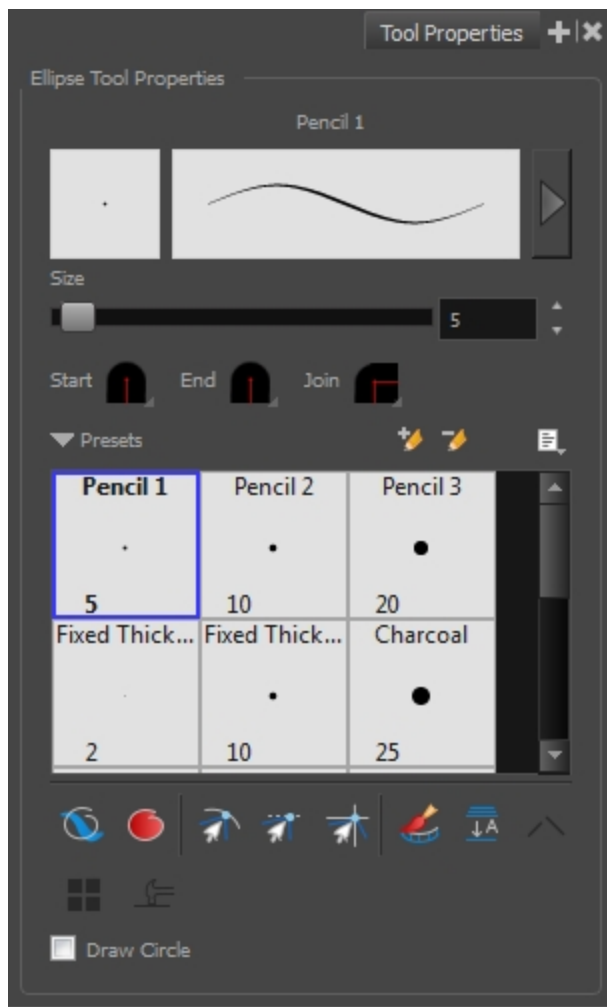 Tool Properties
Ellipse Tool Properties
Pencil 1
Size
5
Start End Join
Presets
Pencil 1 Pencil 2 Pencil 3
5 10 20
Fixed Thick... Fixed Thick... Charcoal
2 10 25
A
Draw Circle